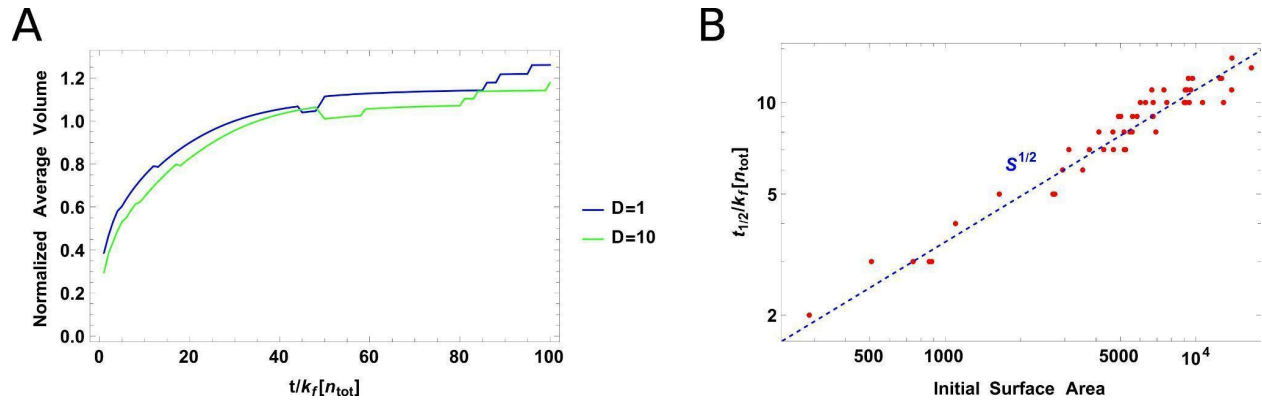 A
Normalized Average Volume
1.2
1.0
0.8
0.6
0.4
0.2
0.0
0 20 40 60 80 100
t/k_f[n_tot]
D=1
D=10
B
t_{1/2}/k_f[n_tot]
10
5
2
S^{1/2}
500 1000 5000 10^4
Initial Surface Area